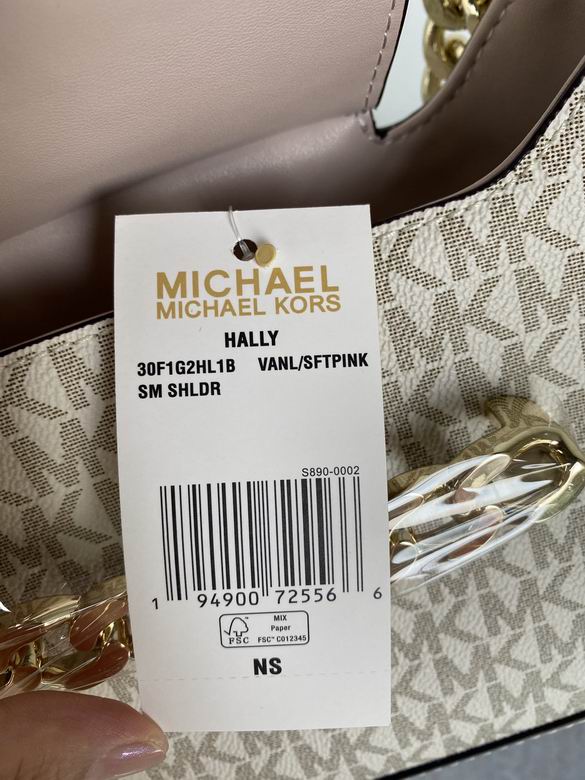 MICHAEL
MICHAEL KORS
HALLY
30F1G2HL1B VANL/SFTPINK
SM SHLDR
S890-0002
1 94900 72556 6
FSC
MIX
Paper
FSC™ C012345
NS